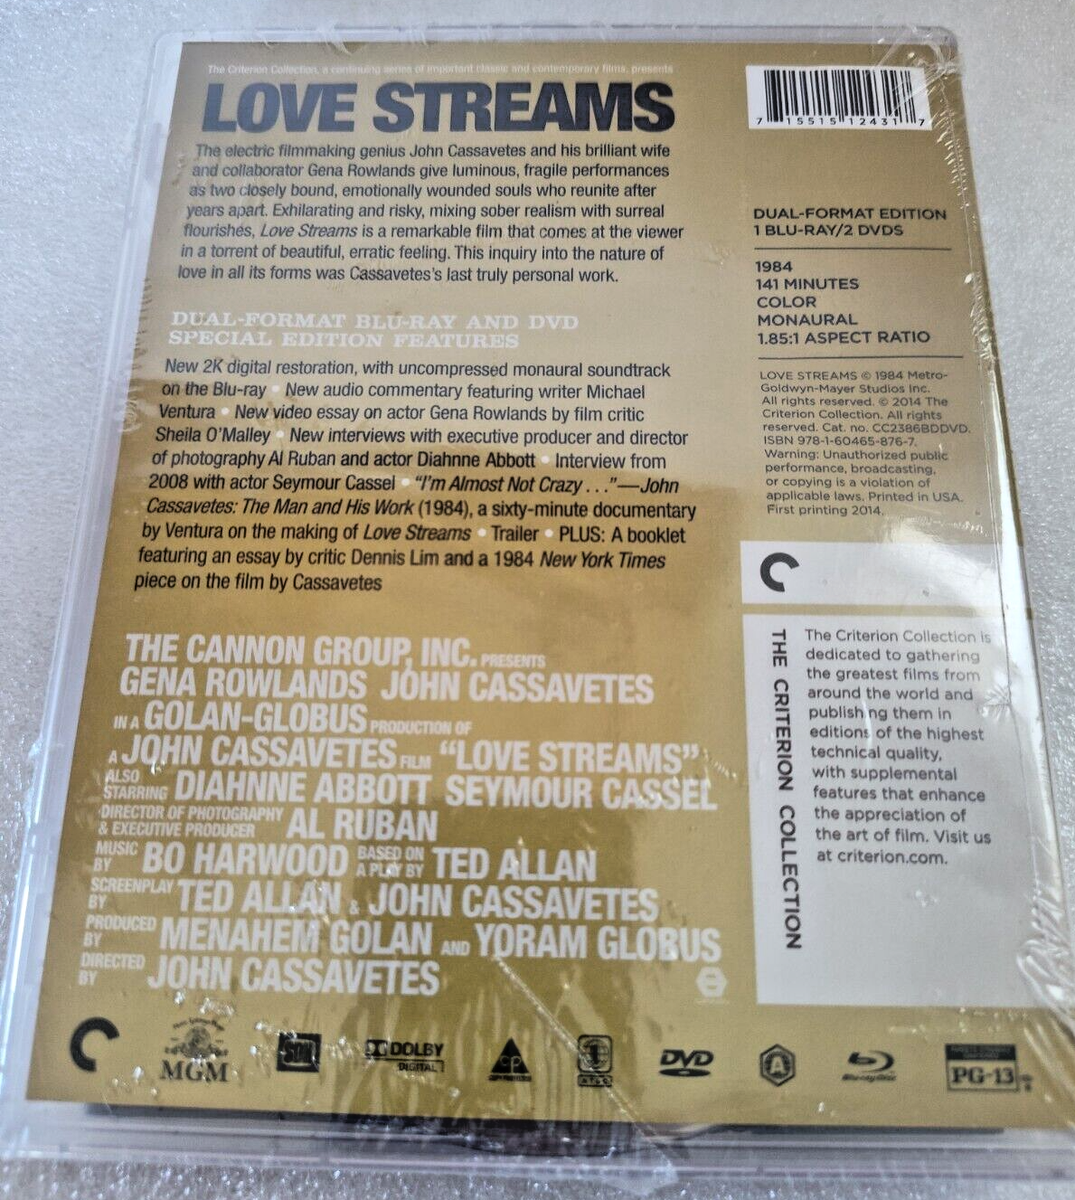 The Criterion Collection, a continuing series of important classic and contemporary films, presents
LOVE STREAMS
The electric filmmaking genius John Cassavetes and his brilliant wife
and collaborator Gena Rowlands give luminous, fragile performances
as two closely bound, emotionally wounded souls who reunite after
years apart. Exhilarating and risky, mixing sober realism with surreal
flourishes, Love Streams is a remarkable film that comes at the viewer
in a torrent of beautiful, erratic feeling. This inquiry into the nature of
love in all its forms was Cassavetes's last truly personal work.
DUAL-FORMAT BLU-RAY AND DVD
SPECIAL EDITION FEATURES
New 2K digital restoration, with uncompressed monaural soundtrack
on the Blu-ray • New audio commentary featuring writer Michael
Ventura • New video essay on actor Gena Rowlands by film critic
Sheila O'Malley • New interviews with executive producer and director
of photography Al Ruban and actor Diahnne Abbott • Interview from
2008 with actor Seymour Cassel • “I'm Almost Not Crazy . . .”—John
Cassavetes: The Man and His Work (1984), a sixty-minute documentary
by Ventura on the making of Love Streams • Trailer • PLUS: A booklet
featuring an essay by critic Dennis Lim and a 1984 New York Times
piece on the film by Cassavetes
THE CANNON GROUP, INC. PRESENTS
GENA ROWLANDS JOHN CASSAVETES
IN A GOLAN-GLOBUS PRODUCTION OF
A JOHN CASSAVETES FILM “LOVE STREAMS”
ALSO STARRING DIAHNNE ABBOTT SEYMOUR CASSEL
DIRECTOR OF PHOTOGRAPHY & EXECUTIVE PRODUCER AL RUBAN
MUSIC BY BO HARWOOD BASED ON A PLAY BY TED ALLAN
SCREENPLAY BY TED ALLAN & JOHN CASSAVETES
PRODUCED BY MENAHEM GOLAN AND YORAM GLOBUS
DIRECTED BY JOHN CASSAVETES
7 15515 12431 7
DUAL-FORMAT EDITION
1 BLU-RAY/2 DVDS
1984
141 MINUTES
COLOR
MONAURAL
1.85:1 ASPECT RATIO
LOVE STREAMS © 1984 Metro-
Goldwyn-Mayer Studios Inc.
All rights reserved. © 2014 The
Criterion Collection. All rights
reserved. Cat. no. CC2386BDDVD.
ISBN 978-1-60465-876-7.
Warning: Unauthorized public
performance, broadcasting,
or copying is a violation of
applicable laws. Printed in USA.
First printing 2014.
THE CRITERION COLLECTION
The Criterion Collection is
dedicated to gathering
the greatest films from
around the world and
publishing them in
editions of the highest
technical quality,
with supplemental
features that enhance
the appreciation of
the art of film. Visit us
at criterion.com.
MGM
DOLBY
DIGITAL
CP
1
DVD
A
Blu-ray Disc
PG-13